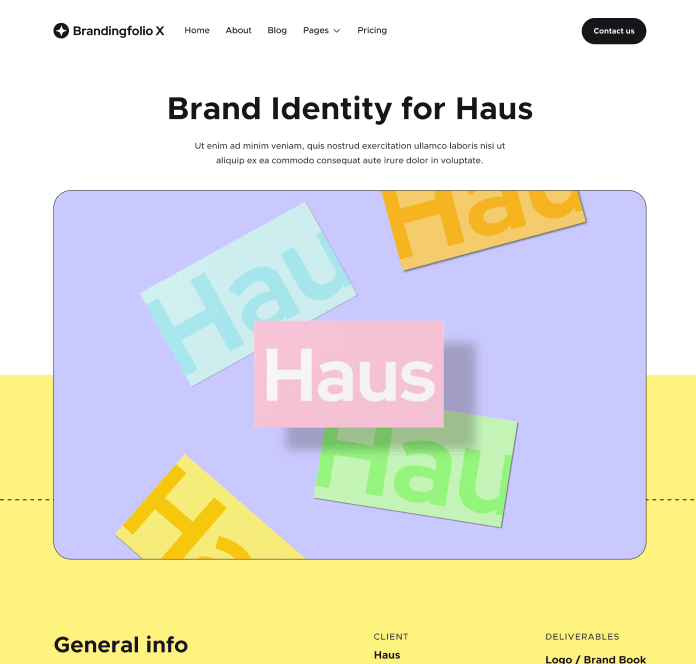 Brandingfolio X
Home
About
Blog
Pages
Pricing
Contact us
Brand Identity for Haus
Ut enim ad minim veniam, quis nostrud exercitation ullamco laboris nisi ut
aliquip ex ea commodo consequat aute irure dolor in voluptate.
Hau
Hau
Haus
Hau
Ha
General info
CLIENT
Haus
DELIVERABLES
Logo / Brand Book